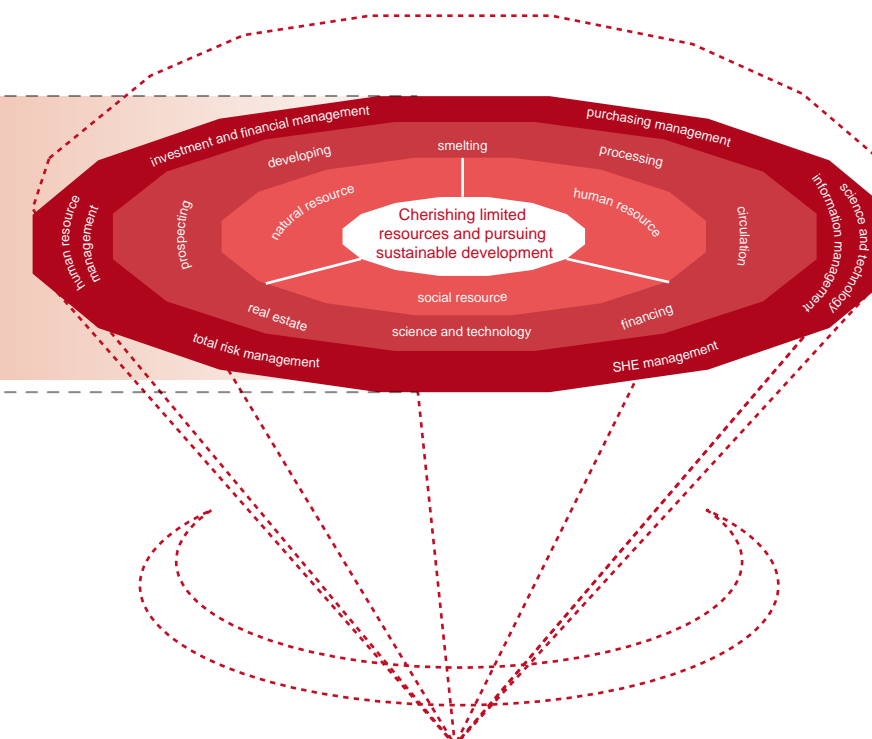 investment and financial management
purchasing management
human resource
management
science and technology
information management
total risk management
SHE management
developing
smelting
processing
prospecting
circulation
real estate
science and technology
financing
natural resource
human resource
social resource
Cherishing limited
resources and pursuing
sustainable development